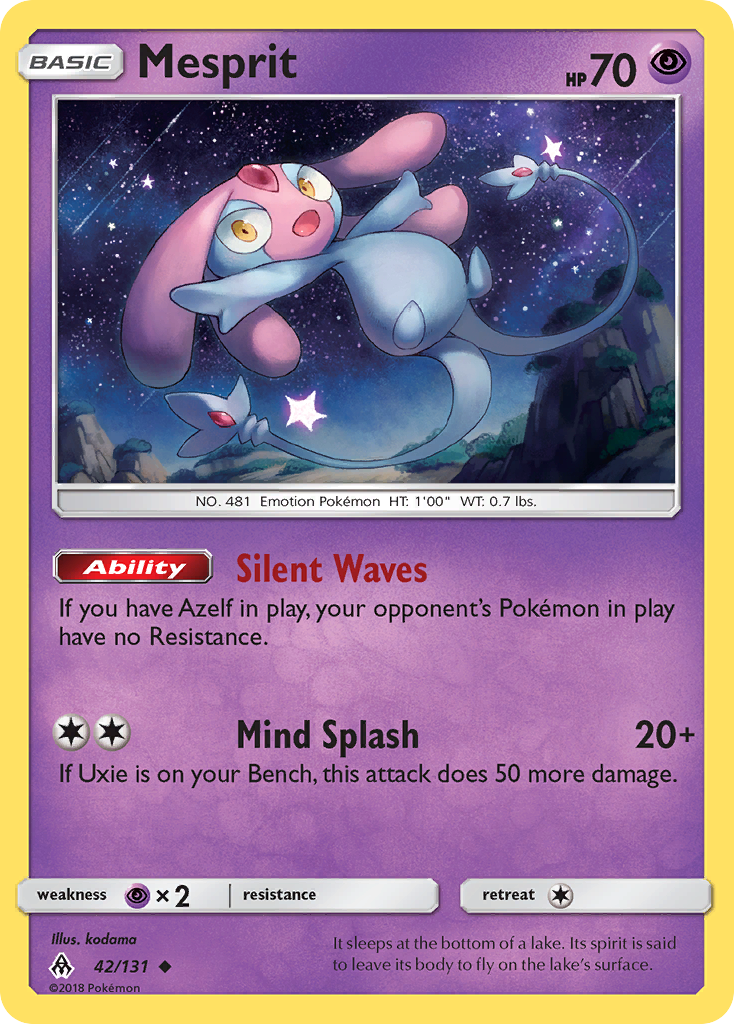 BASIC Mesprit HP 70
NO. 481 Emotion Pokémon HT: 1'00" WT: 0.7 lbs.
Ability Silent Waves
If you have Azelf in play, your opponent's Pokémon in play
have no Resistance.
Mind Splash 20+
If Uxie is on your Bench, this attack does 50 more damage.
weakness ×2 resistance retreat
Illus. kodama
42/131
©2018 Pokémon
It sleeps at the bottom of a lake. Its spirit is said
to leave its body to fly on the lake's surface.